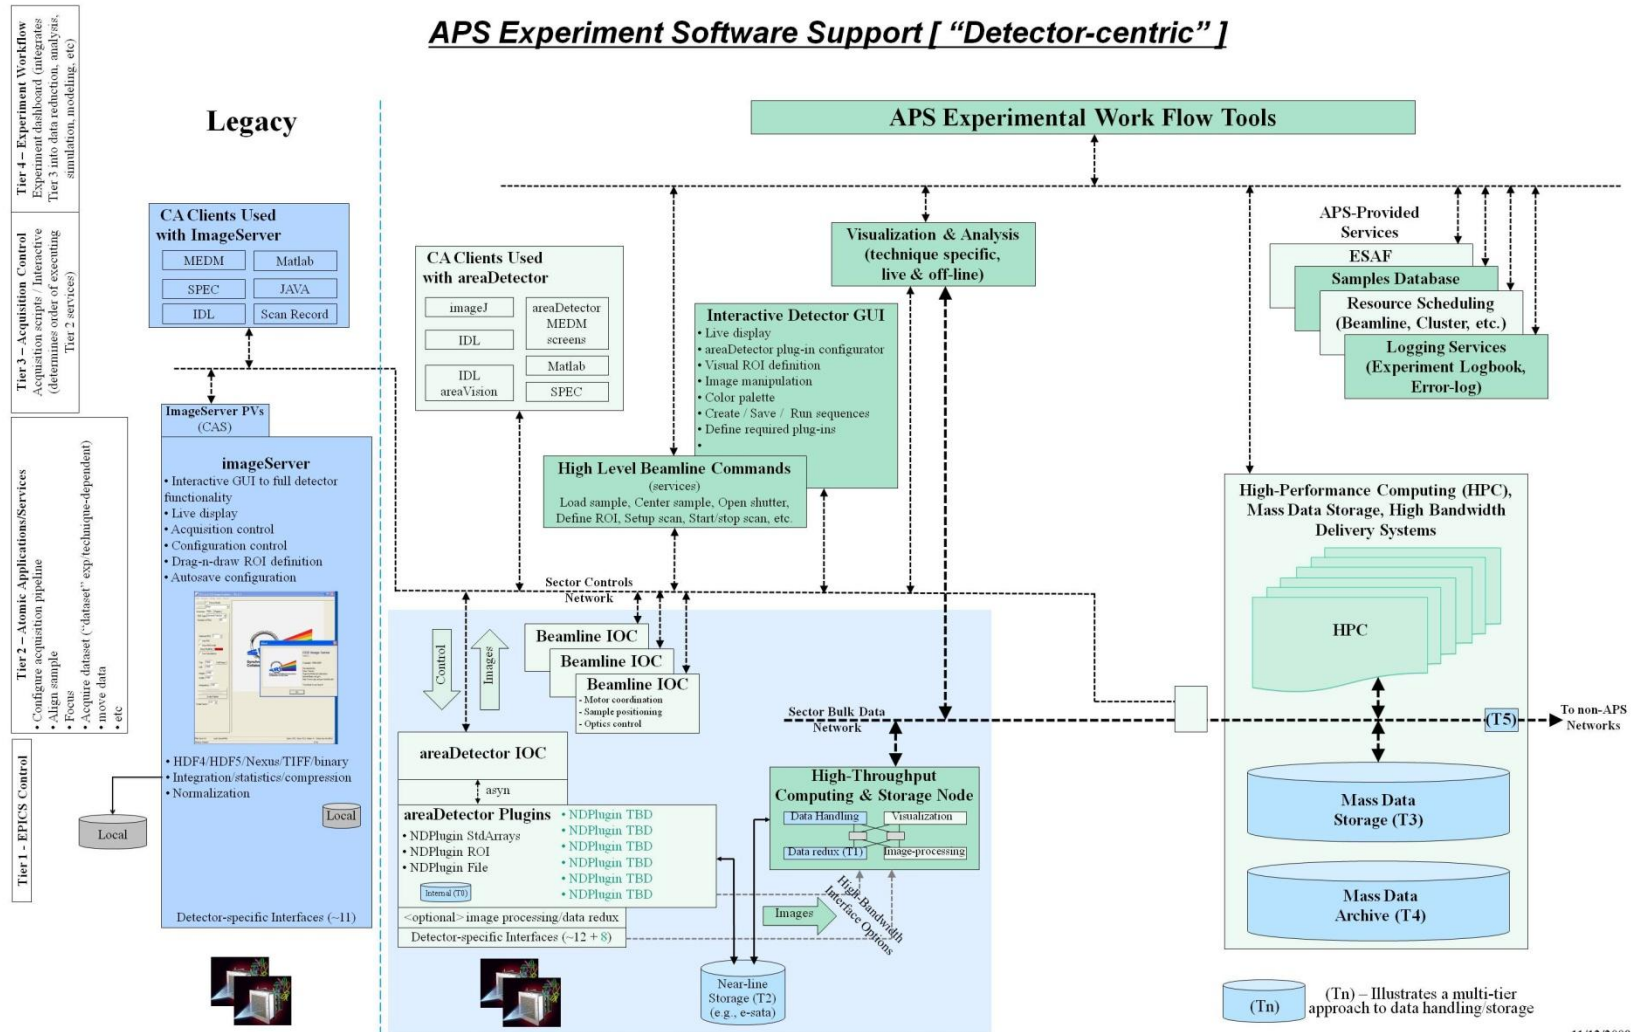 APS Experiment Software Support [ “Detector-centric” ]
Tier 4 – Experiment Workflow
Experiment dashboard (integrates
Tier 3 into data reduction, analysis,
simulation, modeling, etc)
Tier 3 – Acquisition Control
Acquisition scripts / Interactive
(determines order of executing
Tier 2 services)
Tier 2 – Atomic Applications/Services
• Configure acquisition pipeline
• Align sample
• Focus
• Acquire dataset (“dataset” exp/technique-dependent)
• move data
• etc
Tier 1 - EPICS Control
Legacy
CA Clients Used
with ImageServer
MEDM
Matlab
SPEC
JAVA
IDL
Scan Record
ImageServer PVs
(CAS)
imageServer
• Interactive GUI to full detector
functionality
• Live display
• Acquisition control
• Configuration control
• Drag-n-draw ROI definition
• Autosave configuration
• HDF4/HDF5/Nexus/TIFF/binary
• Integration/statistics/compression
• Normalization
Local
Local
Detector-specific Interfaces (~11)
APS Experimental Work Flow Tools
CA Clients Used
with areaDetector
imageJ
areaDetector
MEDM
screens
IDL
Matlab
IDL
areaVision
SPEC
Visualization & Analysis
(technique specific,
live & off-line)
Interactive Detector GUI
• Live display
• areaDetector plug-in configurator
• Visual ROI definition
• Image manipulation
• Color palette
• Create / Save / Run sequences
• Define required plug-ins
•
High Level Beamline Commands
(services)
Load sample, Center sample, Open shutter,
Define ROI, Setup scan, Start/stop scan, etc.
APS-Provided
Services
ESAF
Samples Database
Resource Scheduling
(Beamline, Cluster, etc.)
Logging Services
(Experiment Logbook,
Error-log)
Sector Controls
Network
Control
Images
Beamline IOC
Beamline IOC
Beamline IOC
- Motor coordination
- Sample positioning
- Optics control
areaDetector IOC
asyn
areaDetector Plugins
• NDPlugin StdArrays
• NDPlugin ROI
• NDPlugin File
• NDPlugin TBD
• NDPlugin TBD
• NDPlugin TBD
• NDPlugin TBD
• NDPlugin TBD
• NDPlugin TBD
Internal (T0)
<optional> image processing/data redux
Detector-specific Interfaces (~12 + 8)
Sector Bulk Data
Network
High-Throughput
Computing & Storage Node
Data Handling
Visualization
Data redux (T1)
Image-processing
Images
High-Bandwidth
Interface Options
Near-line
Storage (T2)
(e.g., e-sata)
High-Performance Computing (HPC),
Mass Data Storage, High Bandwidth
Delivery Systems
HPC
(T5)
To non-APS
Networks
Mass Data
Storage (T3)
Mass Data
Archive (T4)
(Tn)
(Tn) – Illustrates a multi-tier
approach to data handling/storage